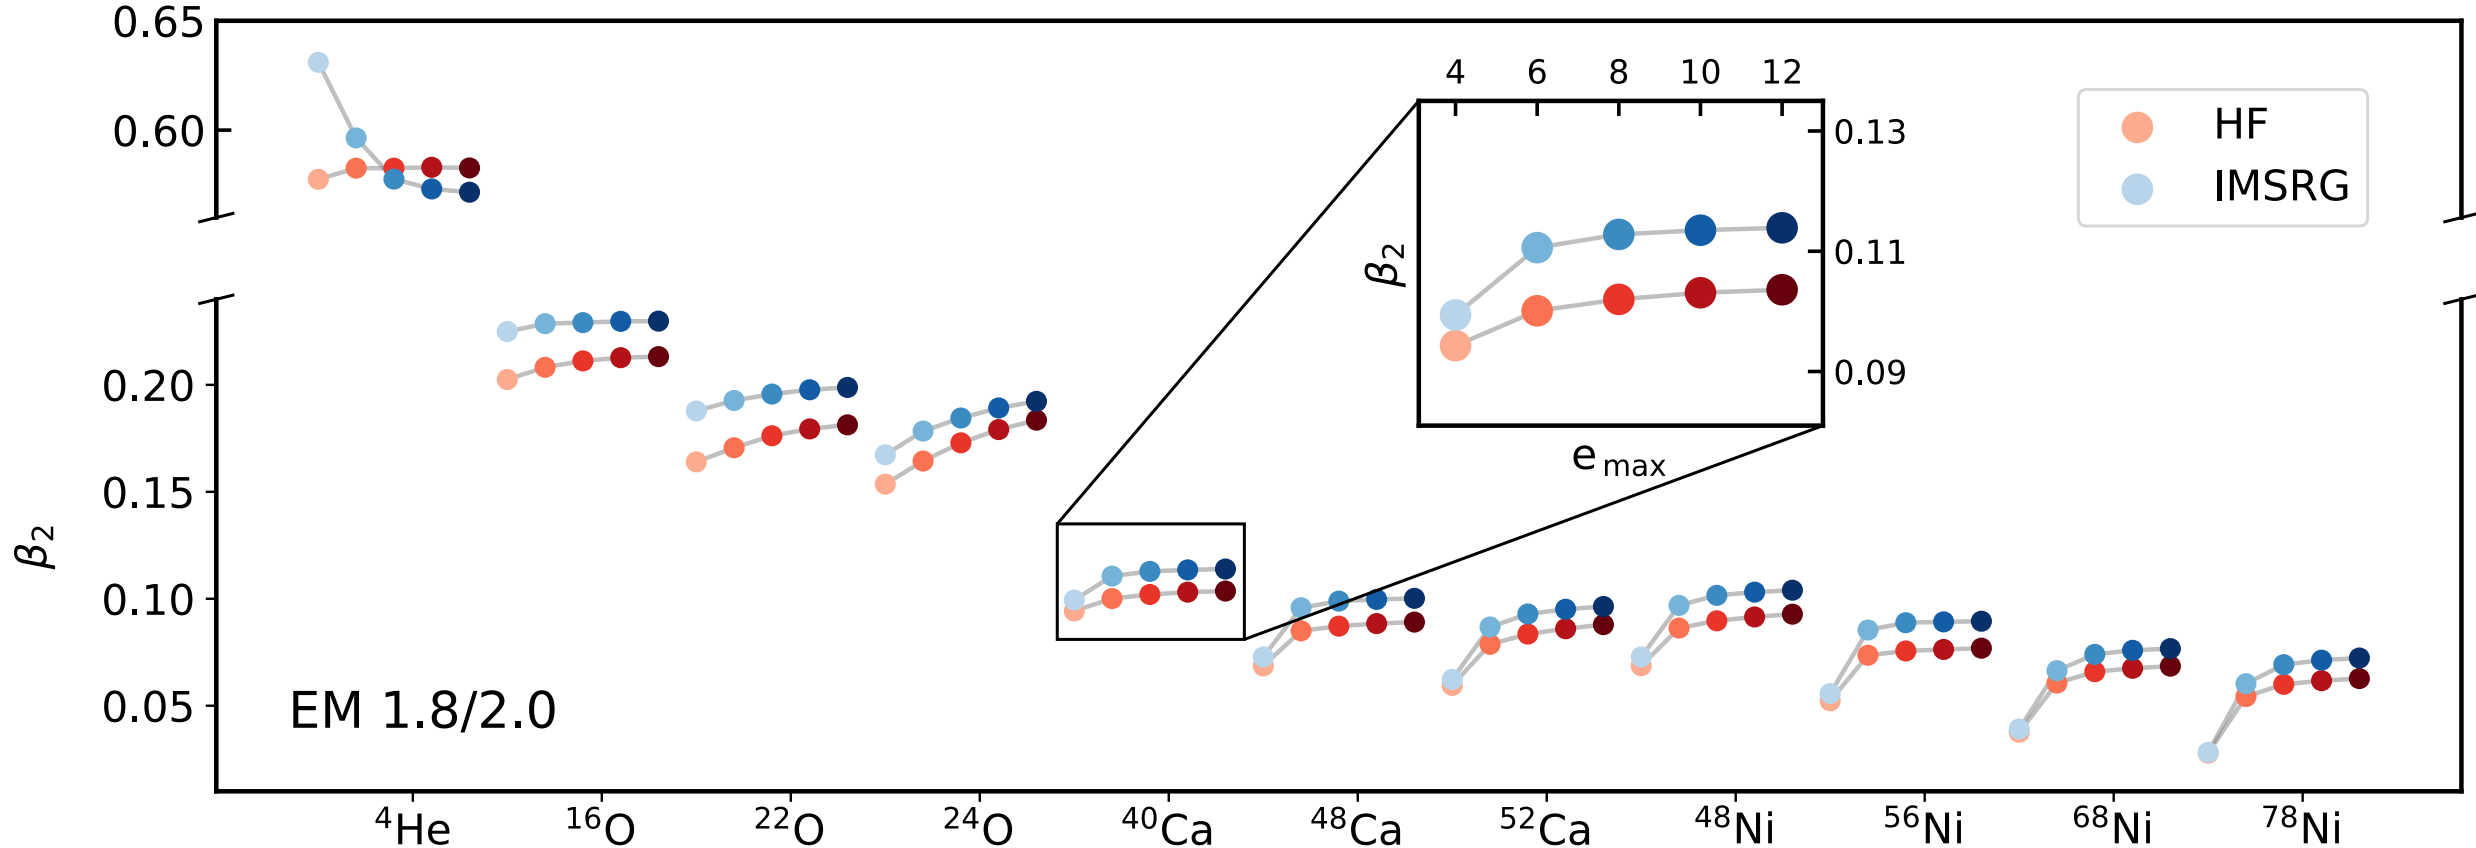 0.65
0.60
0.20
0.15
0.10
0.05
β₂
4 6 8 10 12
0.13
0.11
0.09
β₂
e max
HF
IMSRG
EM 1.8/2.0
⁴He ¹⁶O ²²O ²⁴O ⁴⁰Ca ⁴⁸Ca ⁵²Ca ⁴⁸Ni ⁵⁶Ni ⁶⁸Ni ⁷⁸Ni